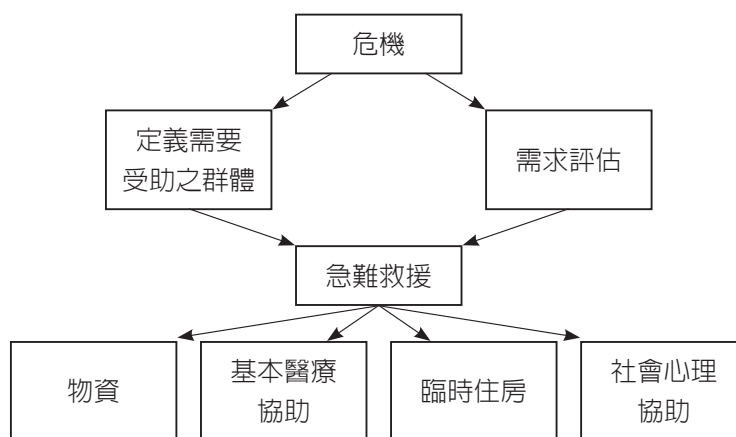 危機
定義需要
受助之群體
需求評估
急難救援
物資
基本醫療
協助
臨時住房
社會心理
協助